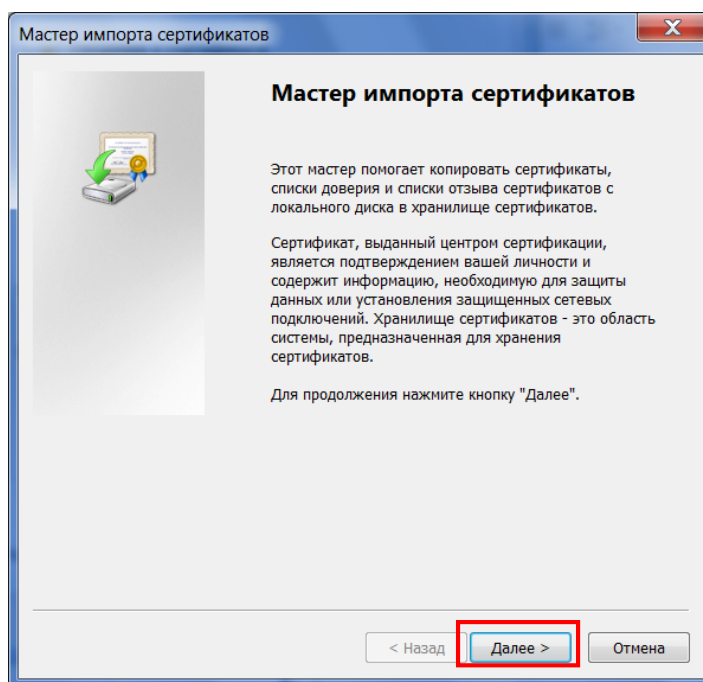 Мастер импорта сертификатов
Мастер импорта сертификатов
Этот мастер помогает копировать сертификаты,
списки доверия и списки отзыва сертификатов с
локального диска в хранилище сертификатов.
Сертификат, выданный центром сертификации,
является подтверждением вашей личности и
содержит информацию, необходимую для защиты
данных или установления защищенных сетевых
подключений. Хранилище сертификатов - это область
системы, предназначенная для хранения
сертификатов.
Для продолжения нажмите кнопку "Далее".
< Назад Далее > Отмена